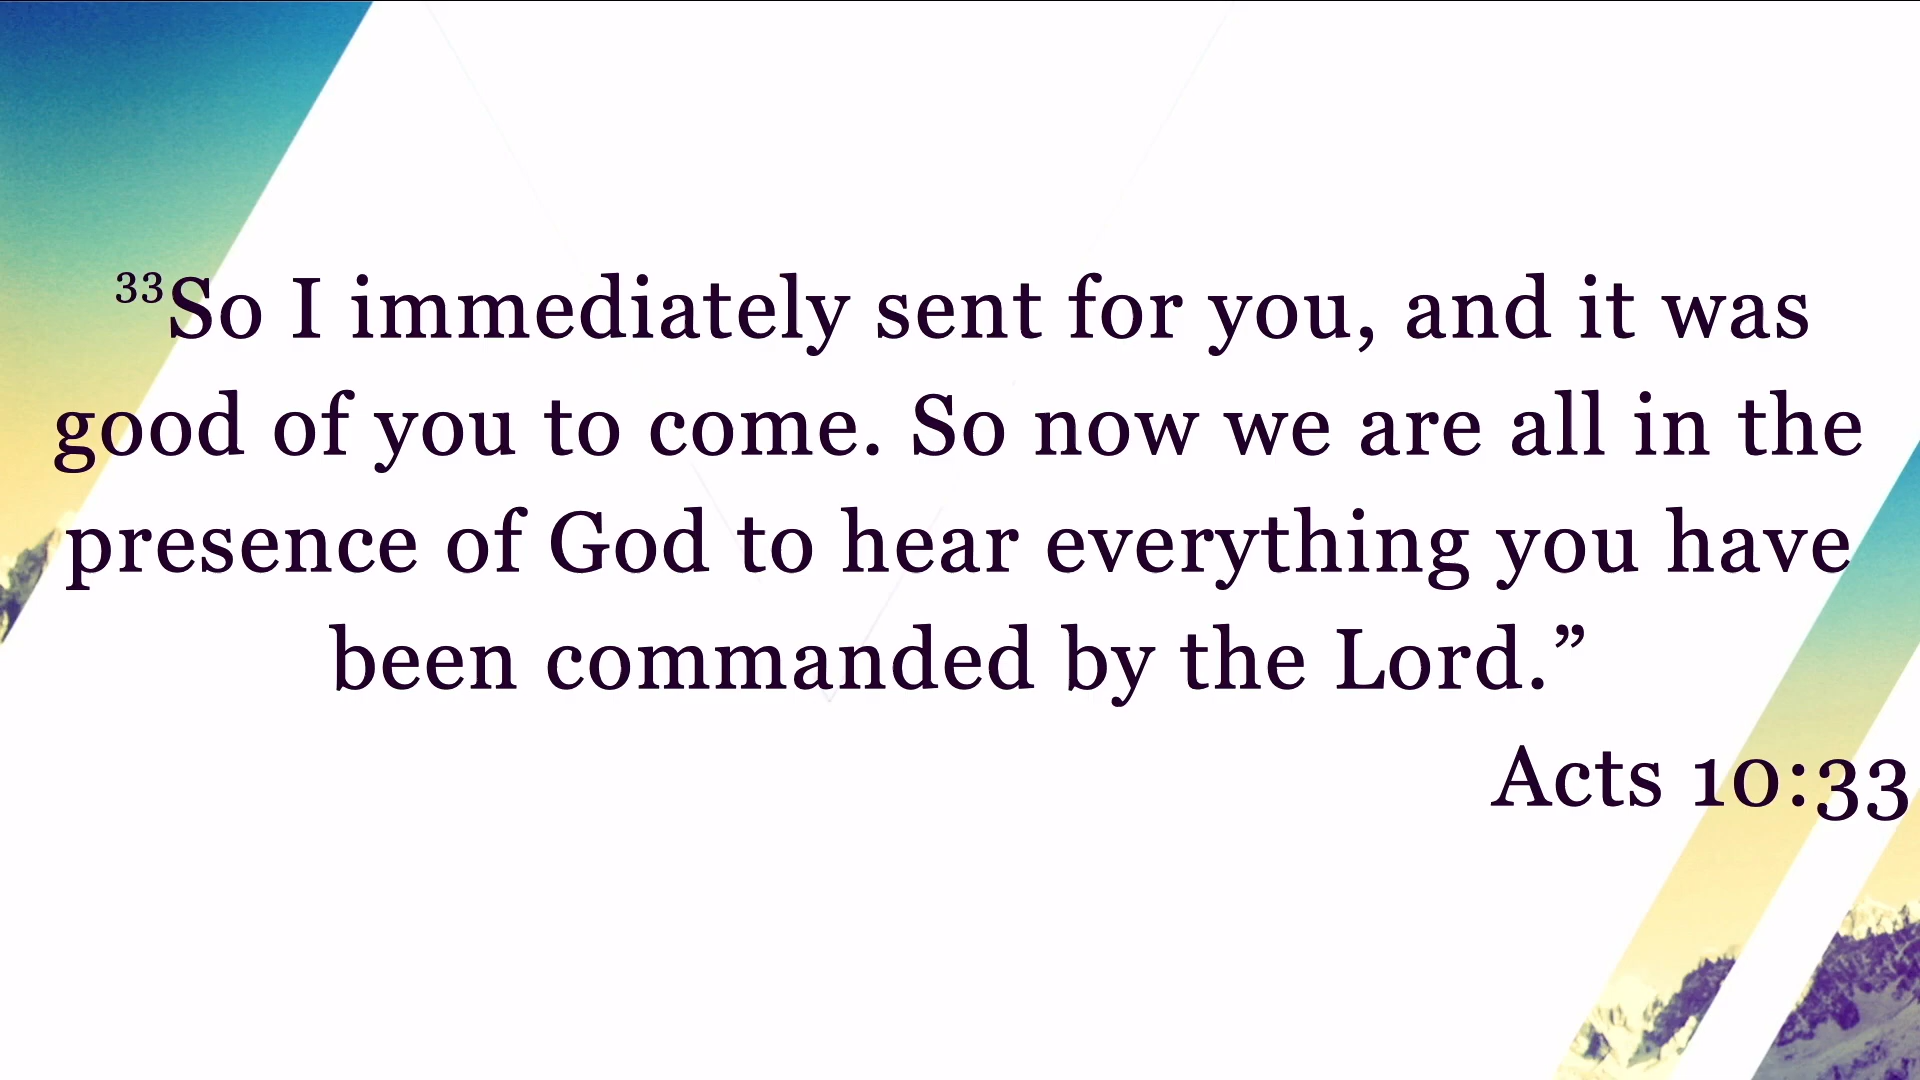 ³³So I immediately sent for you, and it was
good of you to come. So now we are all in the
presence of God to hear everything you have
been commanded by the Lord.”
Acts 10:33